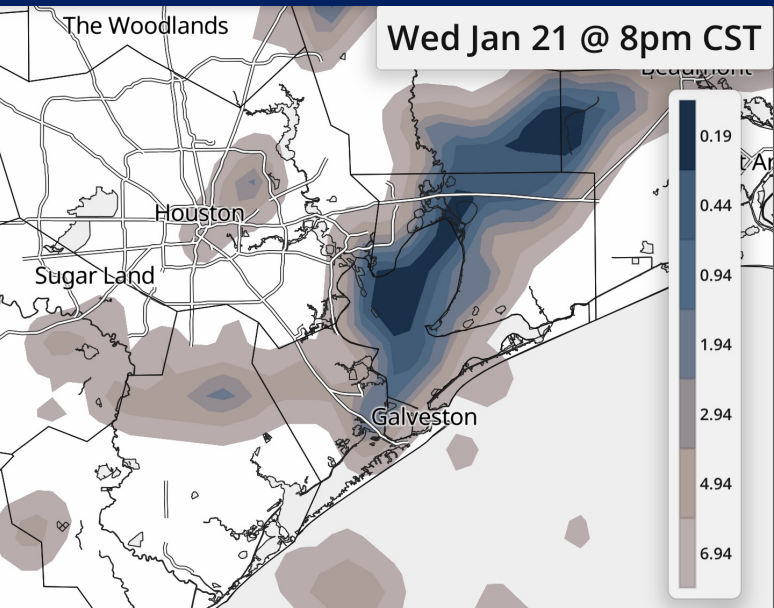 Wed Jan 21 @ 8pm CST
The Woodlands
Beaumont
0.19
Houston
0.44
Sugar Land
0.94
1.94
2.94
Galveston
4.94
6.94